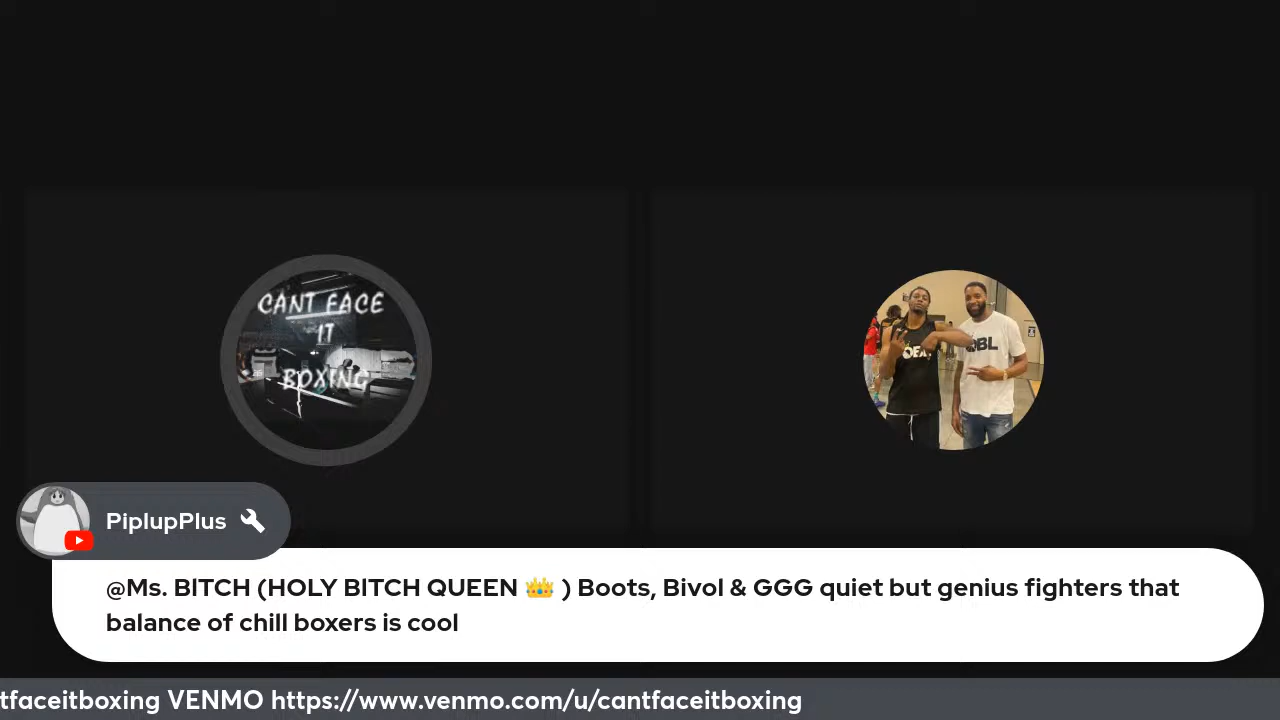 CANT FACE
IT
BOXING
QBL
PiplupPlus
@Ms. BITCH (HOLY BITCH QUEEN 👑 ) Boots, Bivol & GGG quiet but genius fighters that
balance of chill boxers is cool
tfaceitboxing VENMO https://www.venmo.com/u/cantfaceitboxing